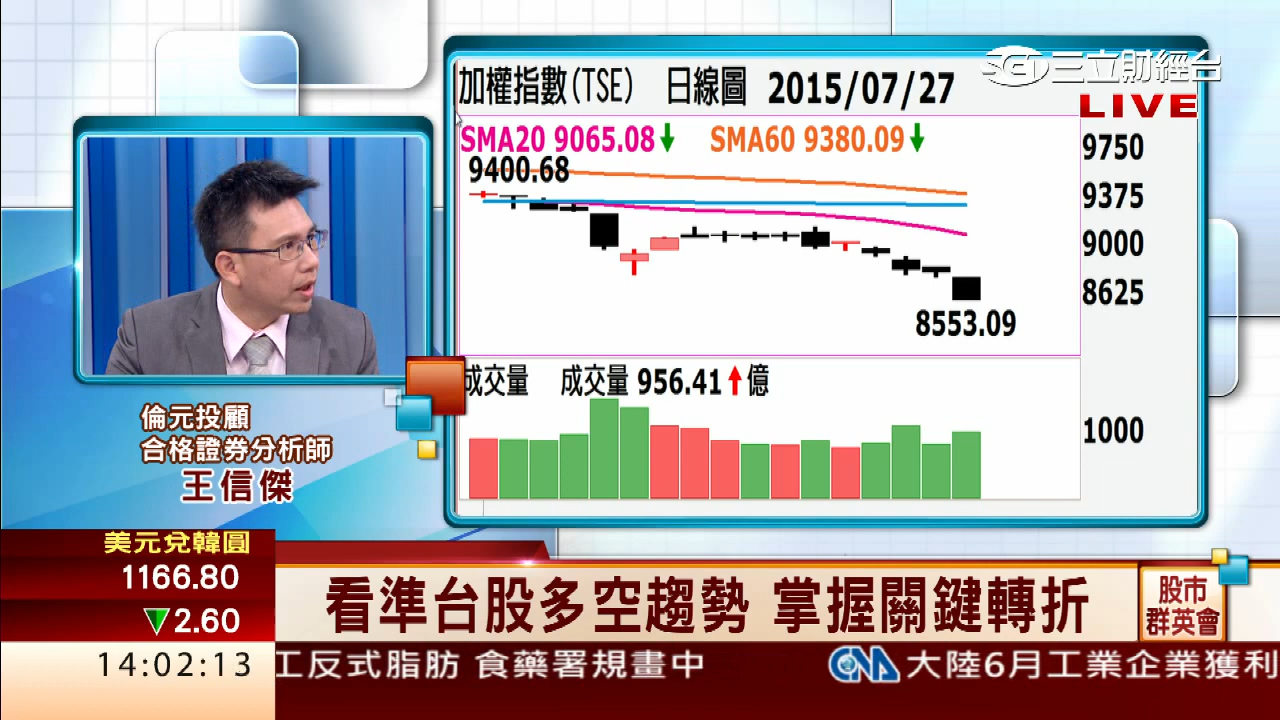 加權指數(TSE) 日線圖 2015/07/27
三立財經台
LIVE
SMA20 9065.08↓ SMA60 9380.09↓
9400.68
9750
9375
9000
8625
8553.09
成交量 成交量 956.41↑億
1000
倫元投顧
合格證券分析師
王信傑
美元兌韓圓
1166.80
▼2.60
14:02:13
看準台股多空趨勢 掌握關鍵轉折
股市
群英會
工反式脂肪 食藥署規畫中 CNA 大陸6月工業企業獲利